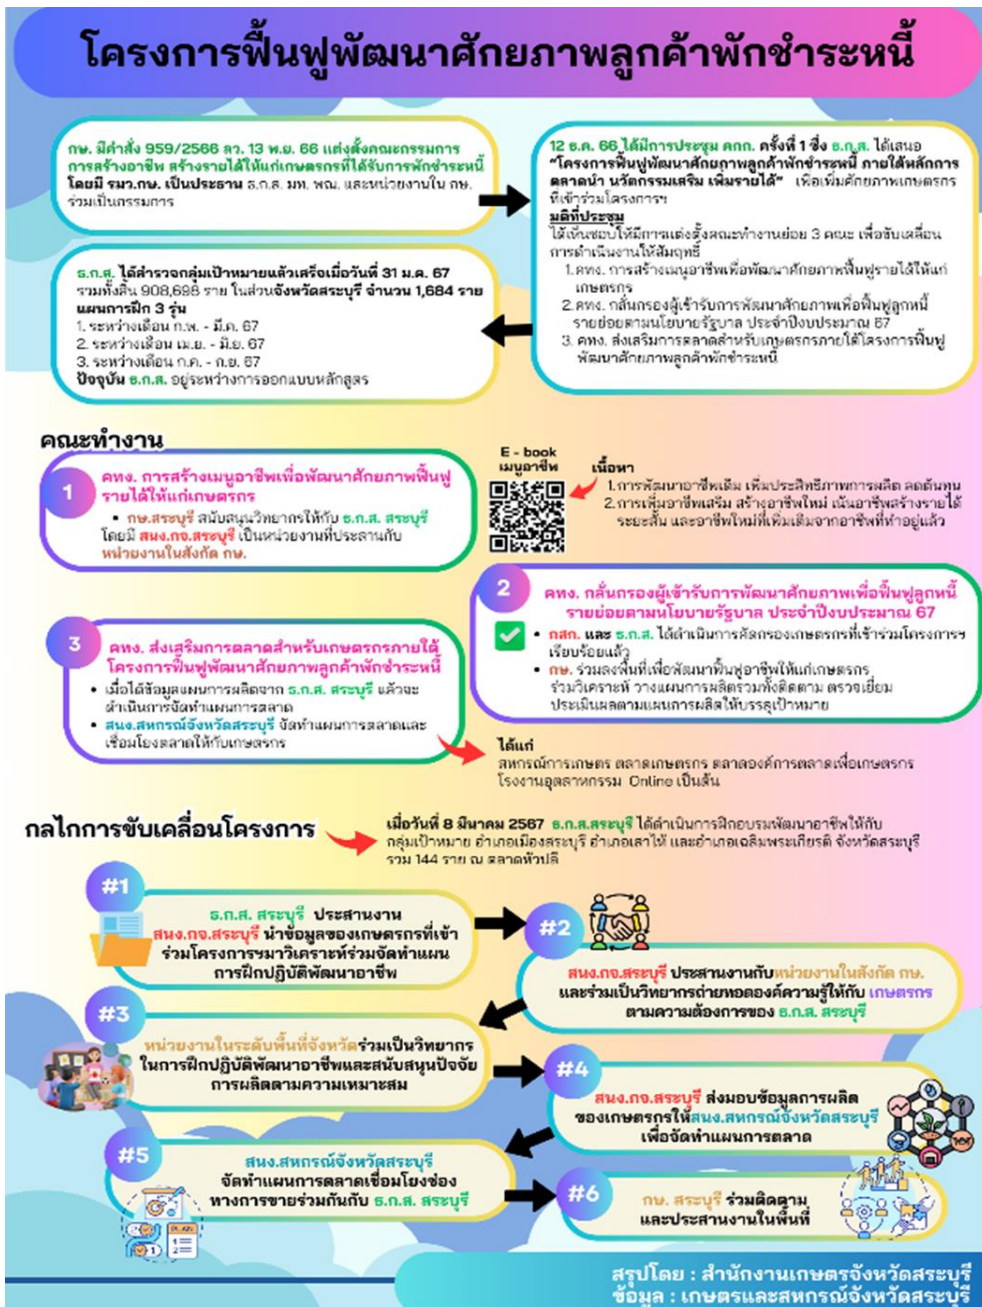 โครงการฟื้นฟูพัฒนาศักยภาพลูกค้าพักชำระหนี้
กษ. มีคำสั่ง 959/2566 ลว. 13 พ.ย. 66 แต่งตั้งคณะกรรมการ
การสร้างอาชีพ สร้างรายได้ให้แก่เกษตรกรที่ได้รับการพักชำระหนี้
โดยมี รมว.กษ. เป็นประธาน ธ.ก.ส. มท. พณ. และหน่วยงานใน กษ.
ร่วมเป็นกรรมการ
12 ธ.ค. 66 ได้มีการประชุม คกก. ครั้งที่ 1 ซึ่ง ธ.ก.ส. ได้เสนอ
“โครงการฟื้นฟูพัฒนาศักยภาพลูกค้าพักชำระหนี้ ภายใต้หลักการ
ตลาดนำ นวัตกรรมเสริม เพิ่มรายได้” เพื่อเพิ่มศักยภาพเกษตรกร
ที่เข้าร่วมโครงการฯ
มติที่ประชุม
ได้เห็นชอบให้มีการแต่งตั้งคณะทำงานย่อย 3 คณะ เพื่อขับเคลื่อน
การดำเนินงานให้สัมฤทธิ์
1. คทง. การสร้างเมนูอาชีพเพื่อพัฒนาศักยภาพฟื้นฟูรายได้ให้แก่
เกษตรกร
2. คทง. กลั่นกรองผู้เข้ารับการพัฒนาศักยภาพเพื่อฟื้นฟูลูกหนี้
รายย่อยตามนโยบายรัฐบาล ประจำปีงบประมาณ 67
3. คทง. ส่งเสริมการตลาดสำหรับเกษตรกรภายใต้โครงการฟื้นฟู
พัฒนาศักยภาพลูกค้าพักชำระหนี้
ธ.ก.ส. ได้สำรวจกลุ่มเป้าหมายแล้วเสร็จเมื่อวันที่ 31 ม.ค. 67
รวมทั้งสิ้น 908,698 ราย ในส่วนจังหวัดสระบุรี จำนวน 1,684 ราย
แผนการฝึก 3 รุ่น
1. ระหว่างเดือน ก.พ. - มี.ค. 67
2. ระหว่างเดือน เม.ย. - มิ.ย. 67
3. ระหว่างเดือน ก.ค. - ก.ย. 67
ปัจจุบัน ธ.ก.ส. อยู่ระหว่างการออกแบบหลักสูตร
คณะทำงาน
1
คทง. การสร้างเมนูอาชีพเพื่อพัฒนาศักยภาพฟื้นฟู
รายได้ให้แก่เกษตรกร
• กษ.สระบุรี สนับสนุนวิทยากรให้กับ ธ.ก.ส. สระบุรี
โดยมี สนง.กจ.สระบุรี เป็นหน่วยงานที่ประสานกับ
หน่วยงานในสังกัด กษ.
E - book
เมนูอาชีพ
เนื้อหา
1. การพัฒนาอาชีพเดิม เพิ่มประสิทธิภาพการผลิต ลดต้นทุน
2. การเพิ่มอาชีพเสริม สร้างอาชีพใหม่ เน้นอาชีพสร้างรายได้
ระยะสั้น และอาชีพใหม่ที่เพิ่มเติมจากอาชีพที่ทำอยู่แล้ว
2
คทง. กลั่นกรองผู้เข้ารับการพัฒนาศักยภาพเพื่อฟื้นฟูลูกหนี้
รายย่อยตามนโยบายรัฐบาล ประจำปีงบประมาณ 67
• กสก. และ ธ.ก.ส. ได้ดำเนินการคัดกรองเกษตรกรที่เข้าร่วมโครงการฯ
เรียบร้อยแล้ว
• กษ. ร่วมลงพื้นที่เพื่อพัฒนาฟื้นฟูอาชีพให้แก่เกษตรกร
ร่วมวิเคราะห์ วางแผนการผลิตรวมทั้งติดตาม ตรวจเยี่ยม
ประเมินผลตามแผนการผลิตให้บรรลุเป้าหมาย
3
คทง. ส่งเสริมการตลาดสำหรับเกษตรกรภายใต้
โครงการฟื้นฟูพัฒนาศักยภาพลูกค้าพักชำระหนี้
• เมื่อได้ข้อมูลแผนการผลิตจาก ธ.ก.ส. สระบุรี แล้วจะ
ดำเนินการจัดทำแผนการตลาด
• สนง.สหกรณ์จังหวัดสระบุรี จัดทำแผนการตลาดและ
เชื่อมโยงตลาดให้กับเกษตรกร
ได้แก่
สหกรณ์การเกษตร ตลาดเกษตรกร ตลาดองค์การตลาดเพื่อเกษตรกร
โรงงานอุตสาหกรรม Online เป็นต้น
กลไกการขับเคลื่อนโครงการ
เมื่อวันที่ 8 มีนาคม 2567 ธ.ก.ส.สระบุรี ได้ดำเนินการฝึกอบรมพัฒนาอาชีพให้กับ
กลุ่มเป้าหมาย อำเภอเมืองสระบุรี อำเภอเสาไห้ และอำเภอเฉลิมพระเกียรติ จังหวัดสระบุรี
รวม 144 ราย ณ ตลาดหัวปลี
#1
ธ.ก.ส. สระบุรี ประสานงาน
สนง.กจ.สระบุรี นำข้อมูลของเกษตรกรที่เข้า
ร่วมโครงการฯมาวิเคราะห์ร่วมจัดทำแผน
การฝึกปฏิบัติพัฒนาอาชีพ
#2
สนง.กจ.สระบุรี ประสานงานกับหน่วยงานในสังกัด กษ.
และร่วมเป็นวิทยากรถ่ายทอดองค์ความรู้ให้กับ เกษตรกร
ตามความต้องการของ ธ.ก.ส. สระบุรี
#3
หน่วยงานในระดับพื้นที่จังหวัดร่วมเป็นวิทยากร
ในการฝึกปฏิบัติพัฒนาอาชีพและสนับสนุนปัจจัย
การผลิตตามความเหมาะสม
#4
สนง.กจ.สระบุรี ส่งมอบข้อมูลการผลิต
ของเกษตรกรให้สนง.สหกรณ์จังหวัดสระบุรี
เพื่อจัดทำแผนการตลาด
#5
สนง.สหกรณ์จังหวัดสระบุรี
จัดทำแผนการตลาดเชื่อมโยงช่อง
ทางการขายร่วมกันกับ ธ.ก.ส. สระบุรี
PLAN
#6
กษ. สระบุรี ร่วมติดตาม
และประสานงานในพื้นที่
สรุปโดย : สำนักงานเกษตรจังหวัดสระบุรี
ข้อมูล : เกษตรและสหกรณ์จังหวัดสระบุรี